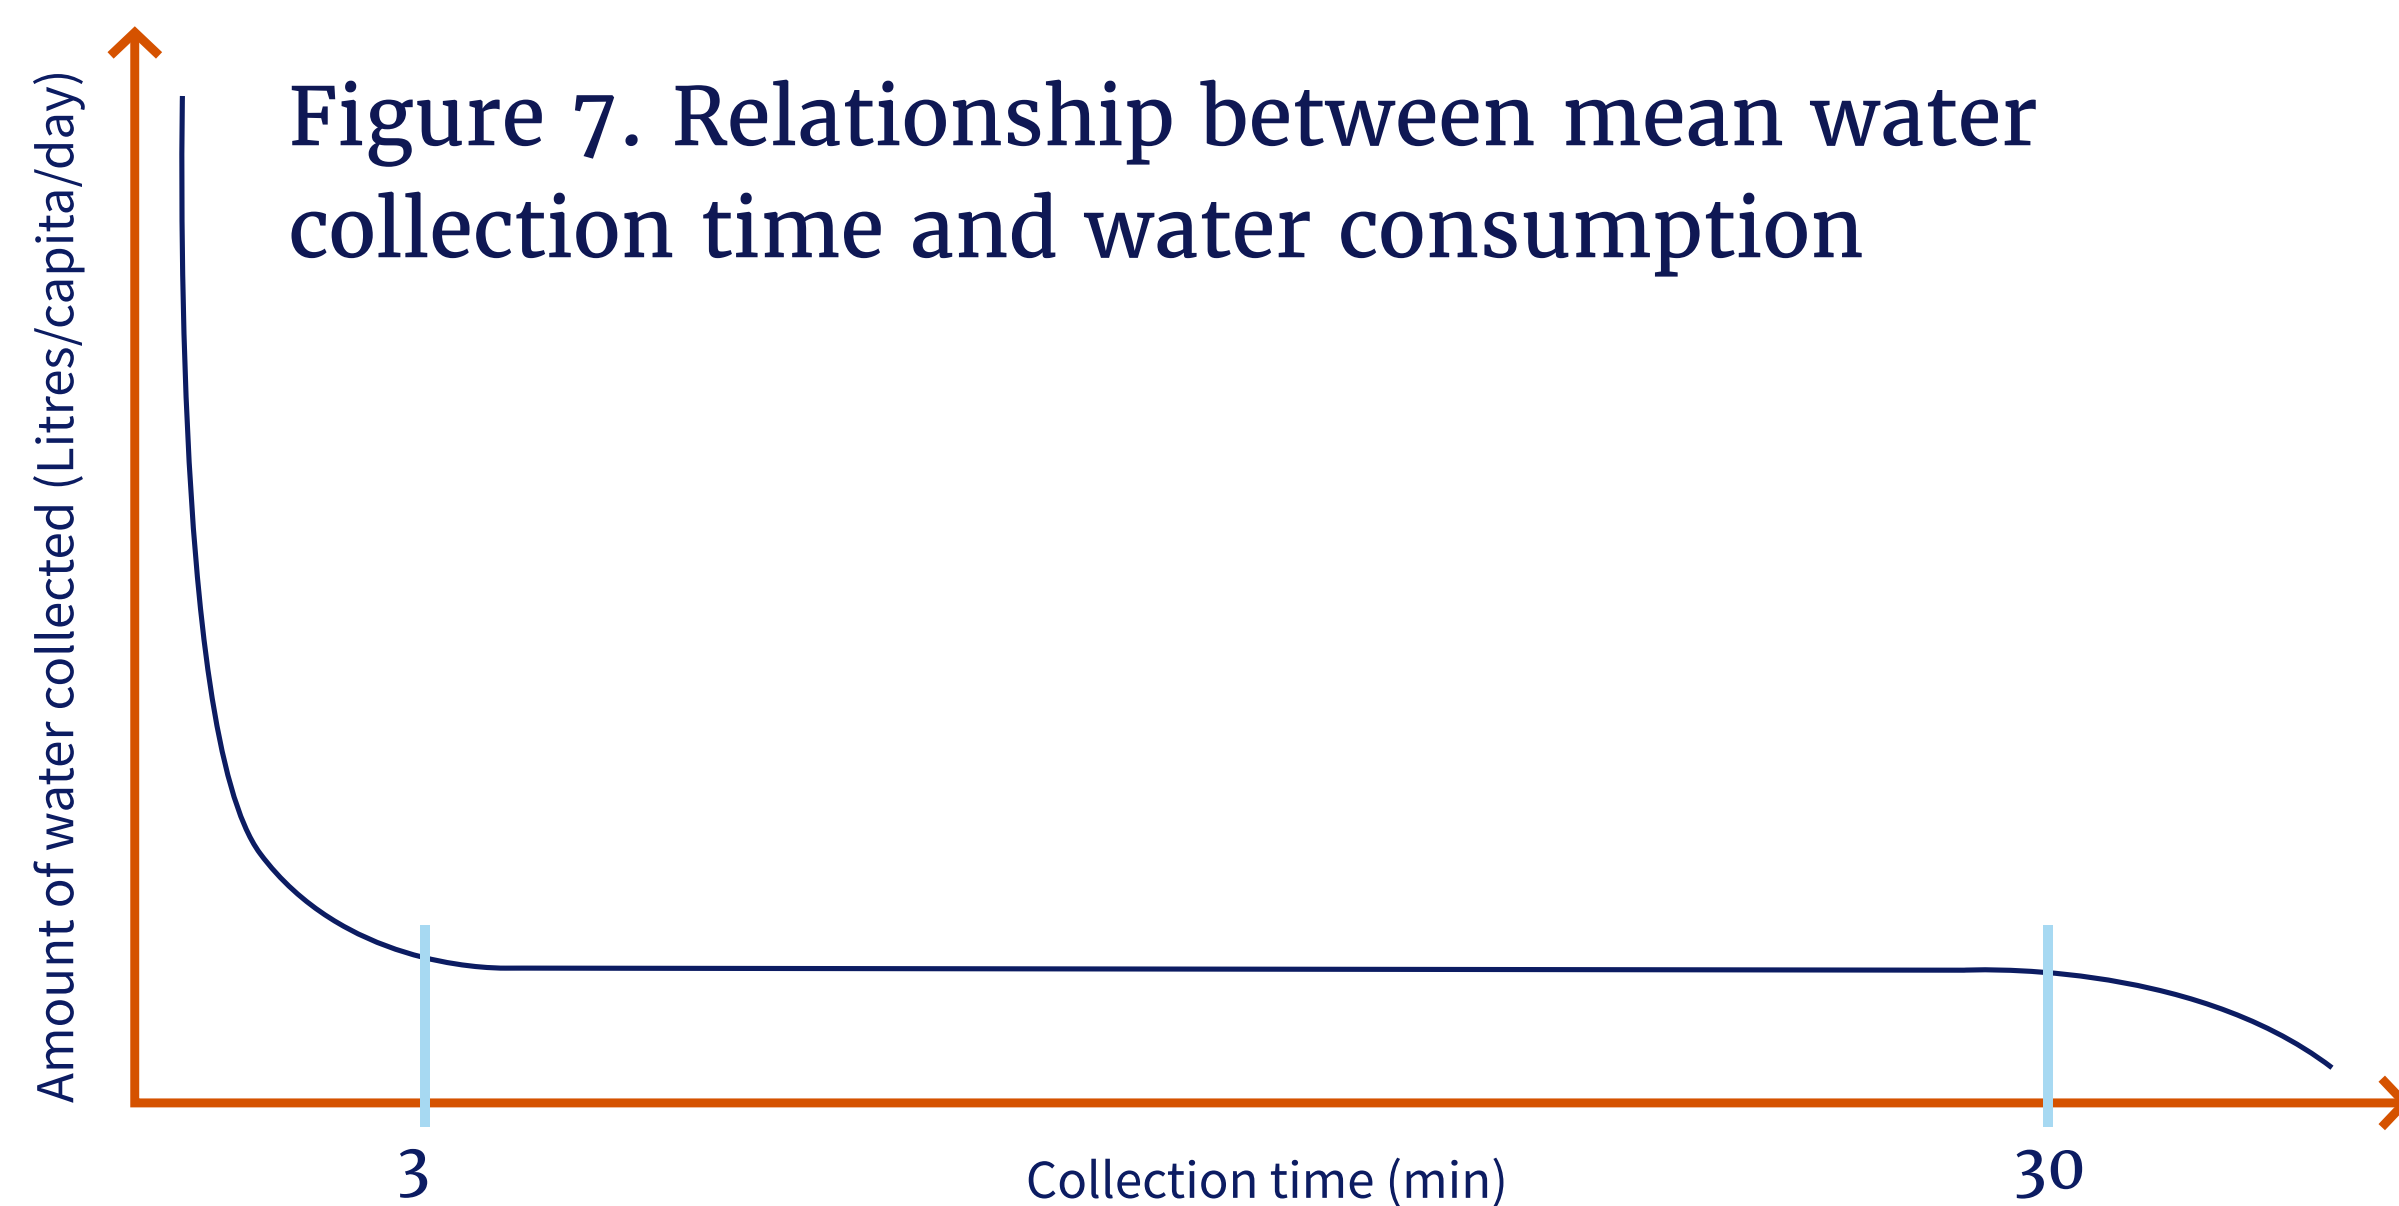 Figure 7. Relationship between mean water
collection time and water consumption
Amount of water collected (Litres/capita/day)
3
Collection time (min)
30